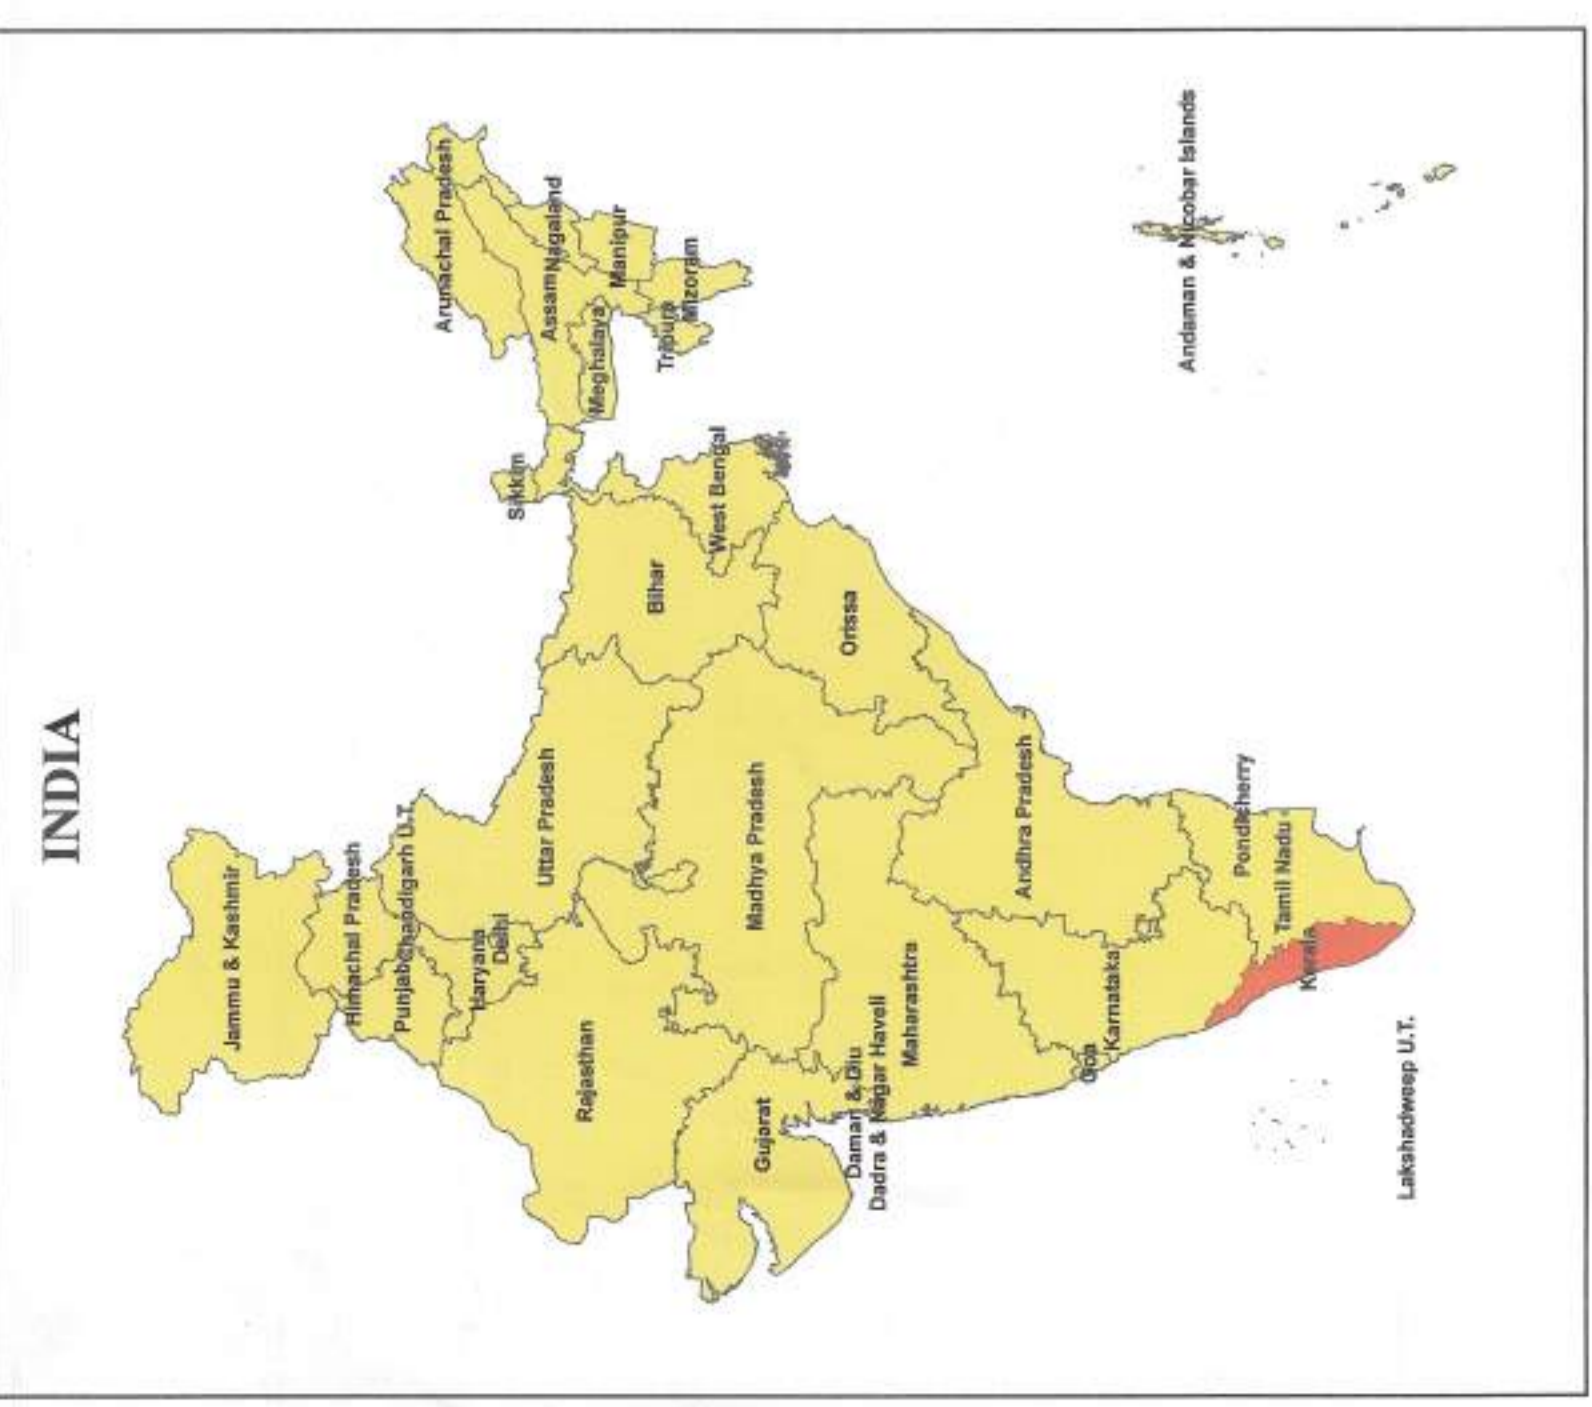 INDIA
Jammu & Kashmir
Himachal Pradesh
Punjab
Chandigarh U.T.
Haryana
Delhi
Uttar Pradesh
Rajasthan
Sikkim
Arunachal Pradesh
Assam
Nagaland
Meghalaya
Manipur
Tripura
Mizoram
Bihar
West Bengal
Gujarat
Madhya Pradesh
Orissa
Daman & Diu
Dadra & Nagar Haveli
Maharashtra
Andhra Pradesh
Goa
Karnataka
Pondicherry
Tamil Nadu
Kerala
Lakshadweep U.T.
Andaman & Nicobar Islands